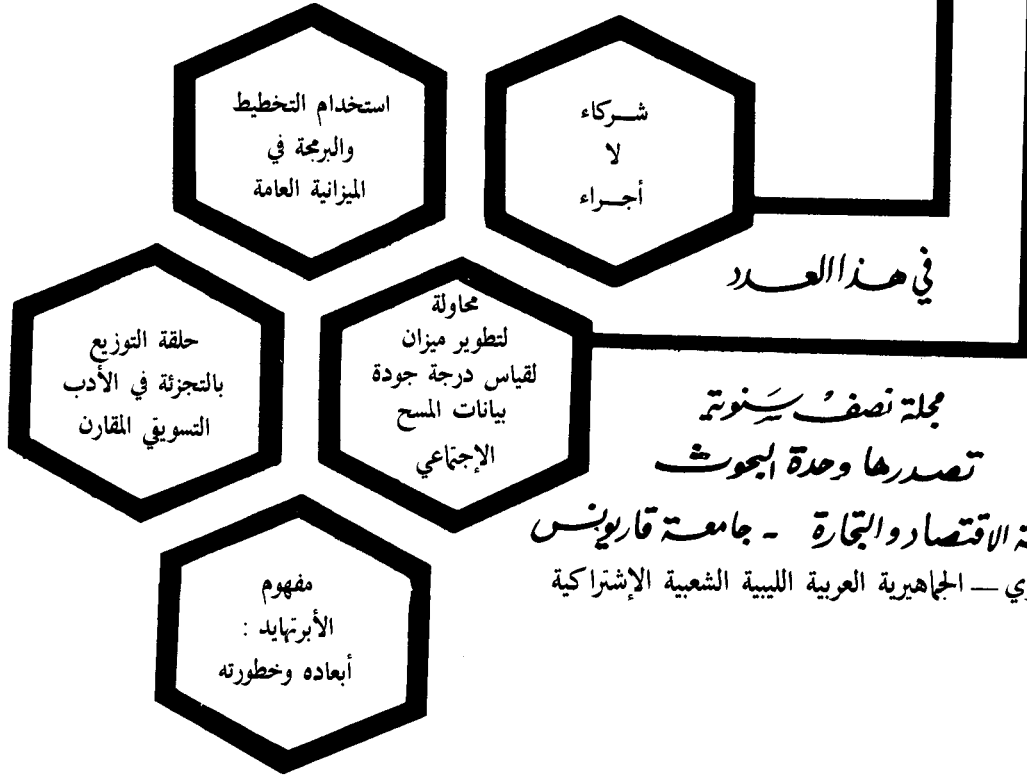 شركاء
لا
أجراء
استخدام التخطيط
والبرمجة في
الميزانية العامة
في هذا العدد
محاولة
لتطوير ميزان
لقياس درجة جودة
بيانات المسح
الإجتماعي
حلقة التوزيع
بالتجزئة في الأدب
التسويقي المقارن
مجلة نصف سنوية
تصدرها وحدة البحوث
الاقتصاد والتجارة - جامعة قاريونس
— الجماهيرية العربية الليبية الشعبية الإشتراكية
مفهوم
الأبرتهايد :
أبعاده وخطورته